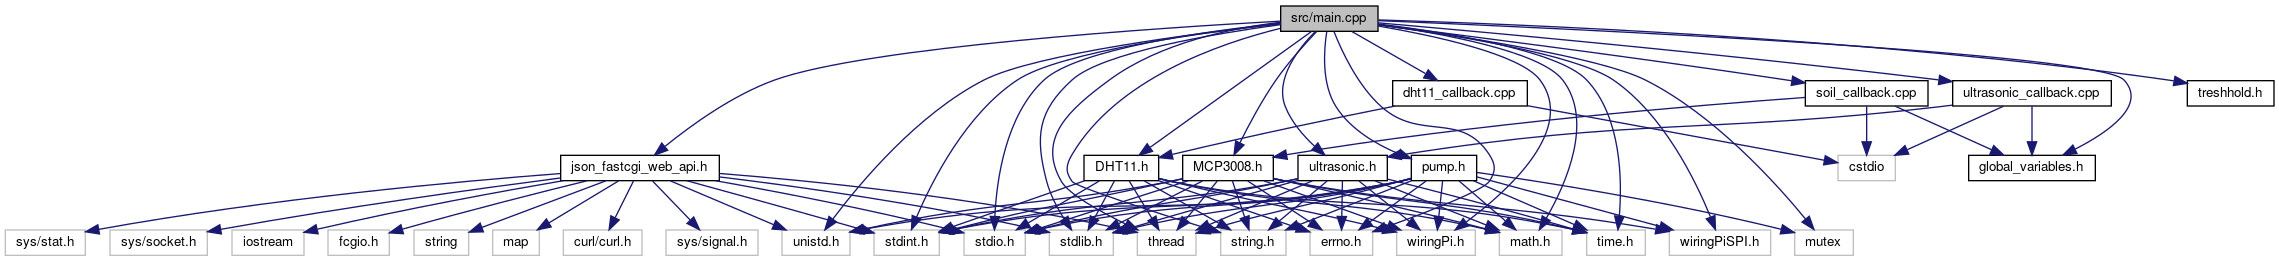 src/main.cpp
dht11_callback.cpp
soil_callback.cpp
ultrasonic_callback.cpp
treshhold.h
json_fastcgi_web_api.h
DHT11.h
MCP3008.h
ultrasonic.h
pump.h
cstdio
global_variables.h
sys/stat.h
sys/socket.h
iostream
fcgio.h
string
map
curl/curl.h
sys/signal.h
unistd.h
stdint.h
stdio.h
stdlib.h
thread
string.h
errno.h
wiringPi.h
math.h
time.h
wiringPiSPI.h
mutex